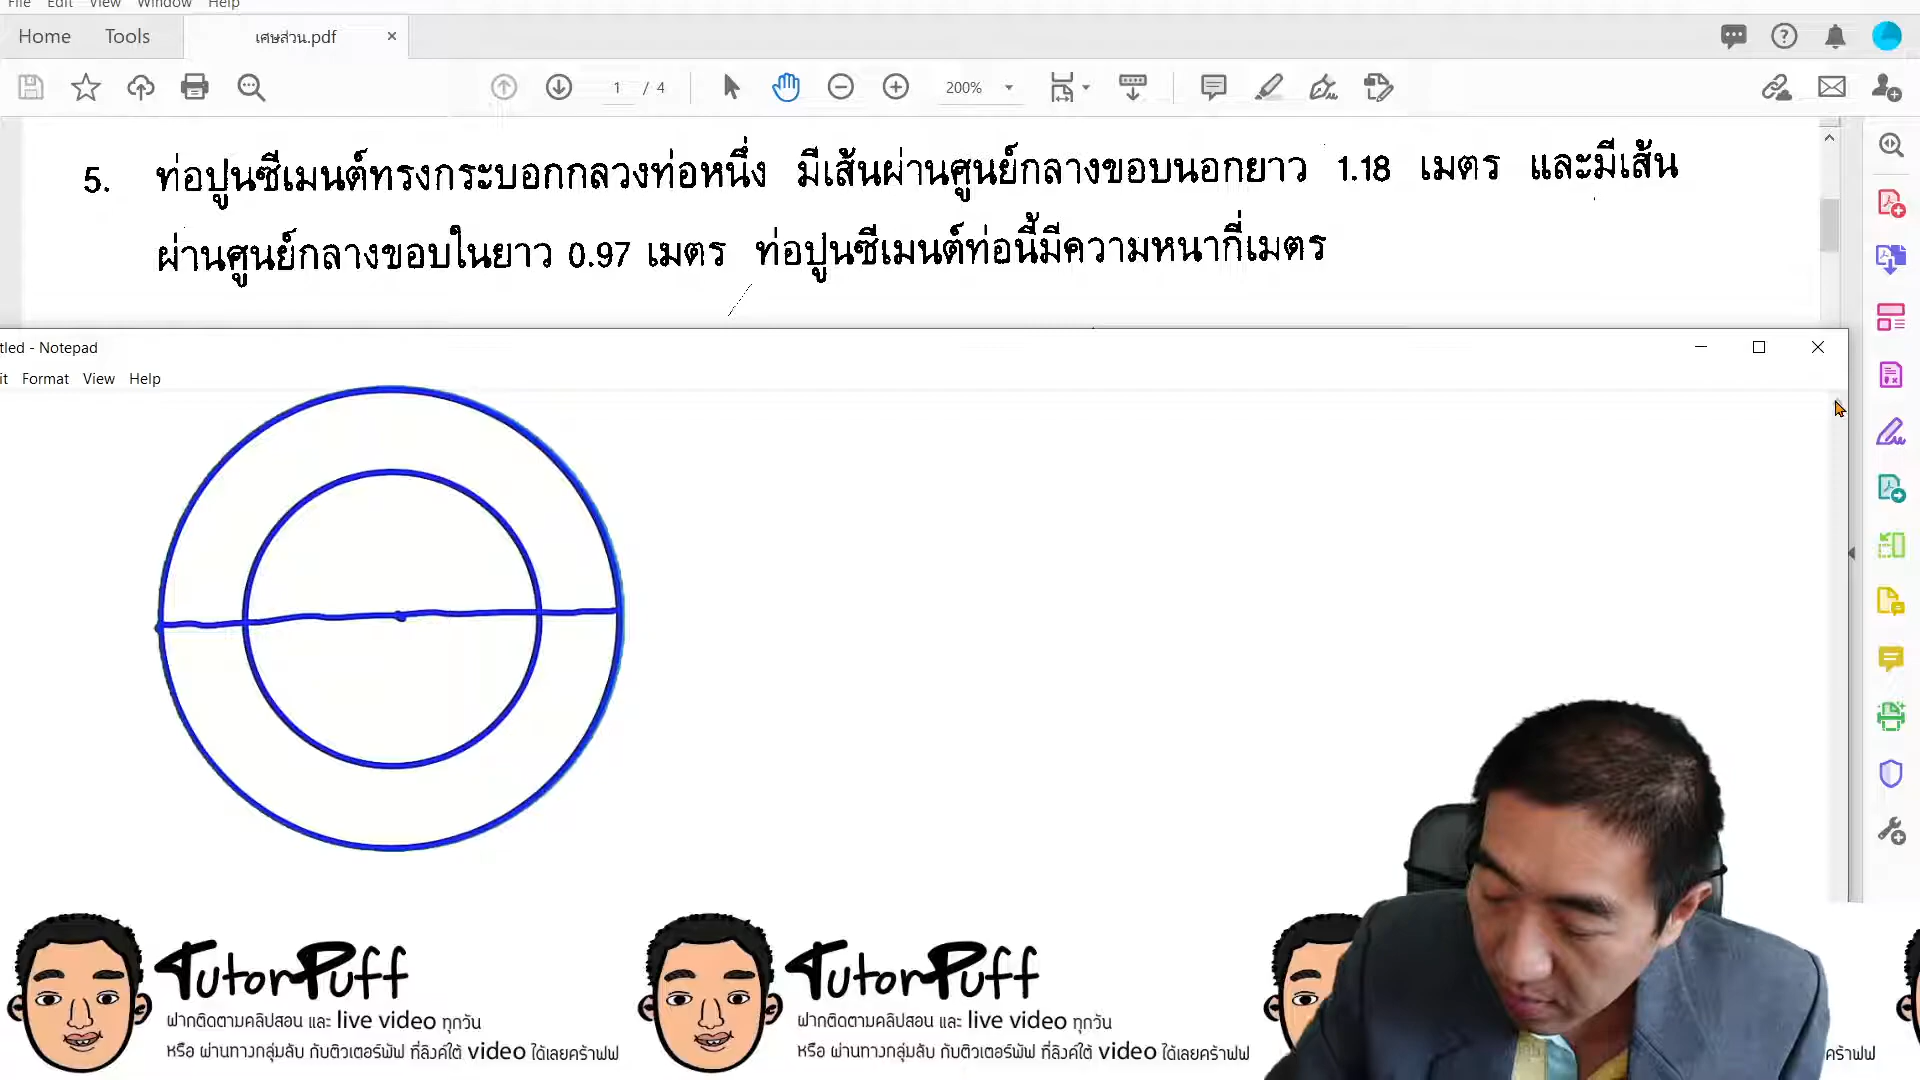 File Edit View Window Help
Home Tools เศษส่วน.pdf ×
1 / 4 200%
5. ท่อปูนซีเมนต์ทรงกระบอกกลวงท่อหนึ่ง มีเส้นผ่านศูนย์กลางขอบนอกยาว 1.18 เมตร และมีเส้น
ผ่านศูนย์กลางขอบในยาว 0.97 เมตร ท่อปูนซีเมนต์ท่อนี้มีความหนากี่เมตร
tled - Notepad
it Format View Help
TutorPuff
ฝากติดตามคลิปสอน และ live video ทุกวัน
หรือ ผ่านทางกลุ่มลับ กับติวเตอร์พัฟ ที่ลิงค์ใต้ video ได้เลยคร้าฟฟ
TutorPuff
ฝากติดตามคลิปสอน และ live video ทุกวัน
หรือ ผ่านทางกลุ่มลับ กับติวเตอร์พัฟ ที่ลิงค์ใต้ video ได้เลยคร้าฟฟ
คร้าฟฟ